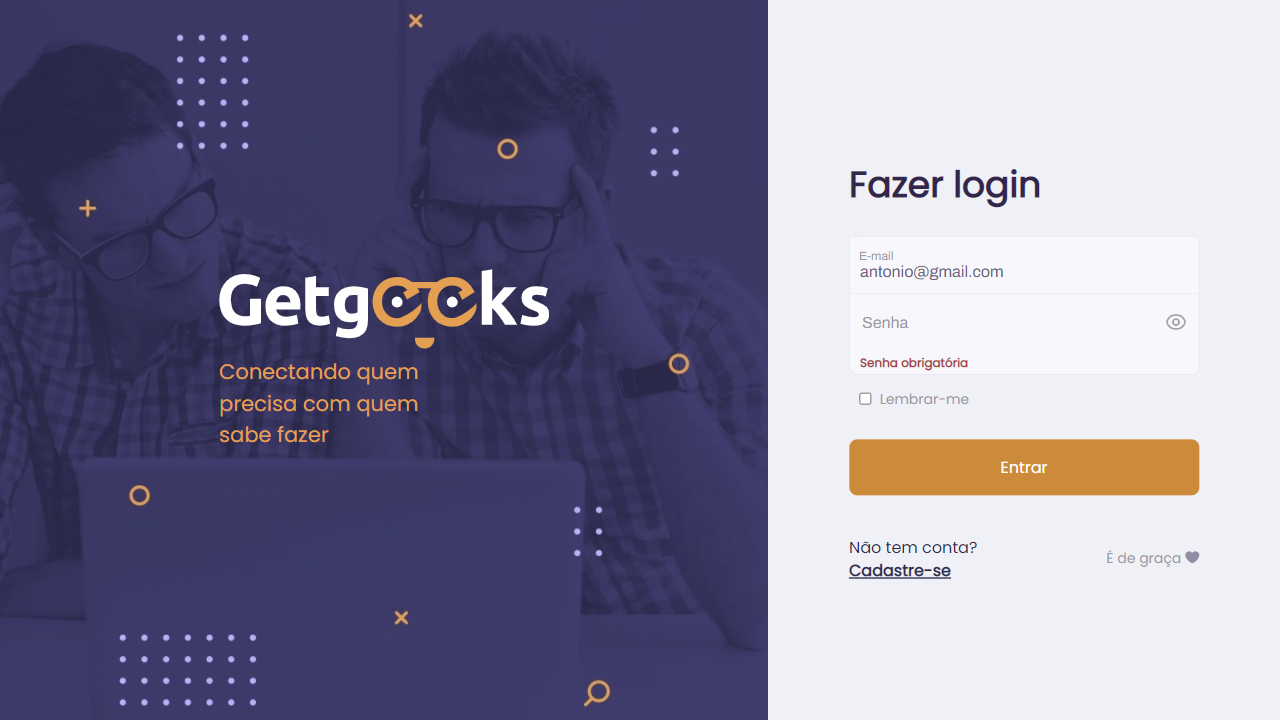 Getgeeks
Conectando quem
precisa com quem
sabe fazer
Fazer login
E-mail
antonio@gmail.com
Senha
Senha obrigatória
Lembrar-me
Entrar
Não tem conta?
Cadastre-se
É de graça